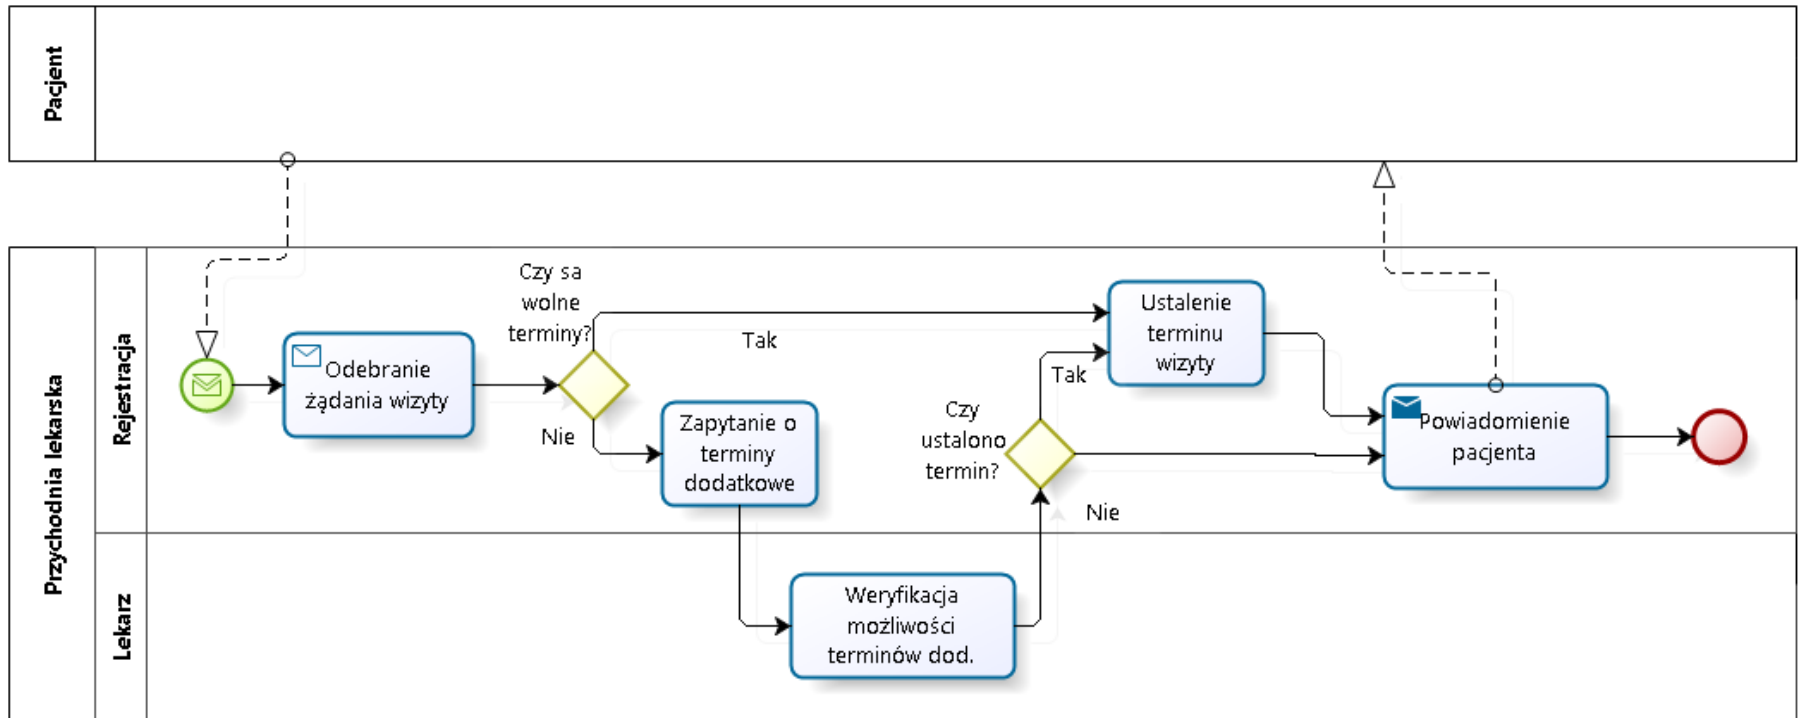 Pacjent
Przychodnia lekarska
Rejestracja
Lekarz
Odebranie
żądania wizyty
Czy sa
wolne
terminy?
Tak
Nie
Zapytanie o
terminy
dodatkowe
Weryfikacja
możliwości
terminów dod.
Czy
ustalono
termin?
Tak
Nie
Ustalenie
terminu
wizyty
Powiadomienie
pacjenta